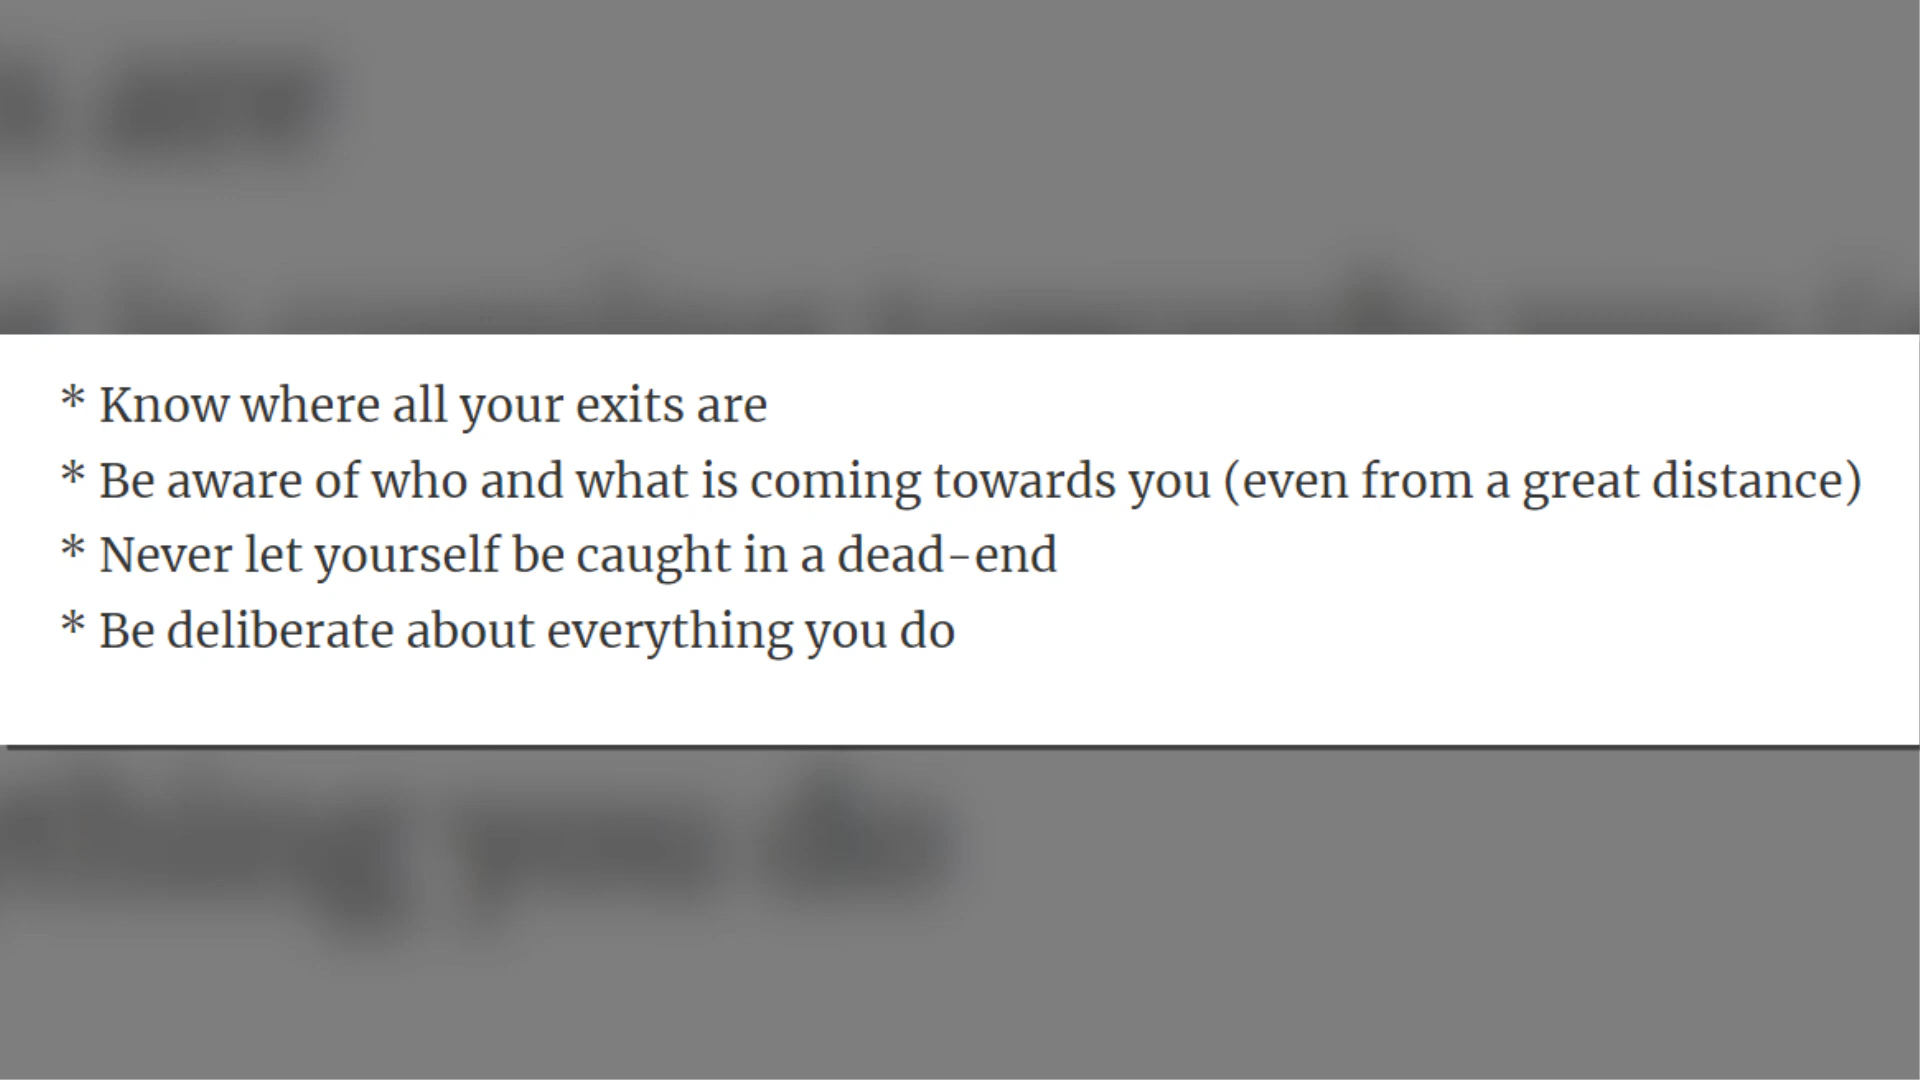 * Know where all your exits are
* Be aware of who and what is coming towards you (even from a great distance)
* Never let yourself be caught in a dead-end
* Be deliberate about everything you do